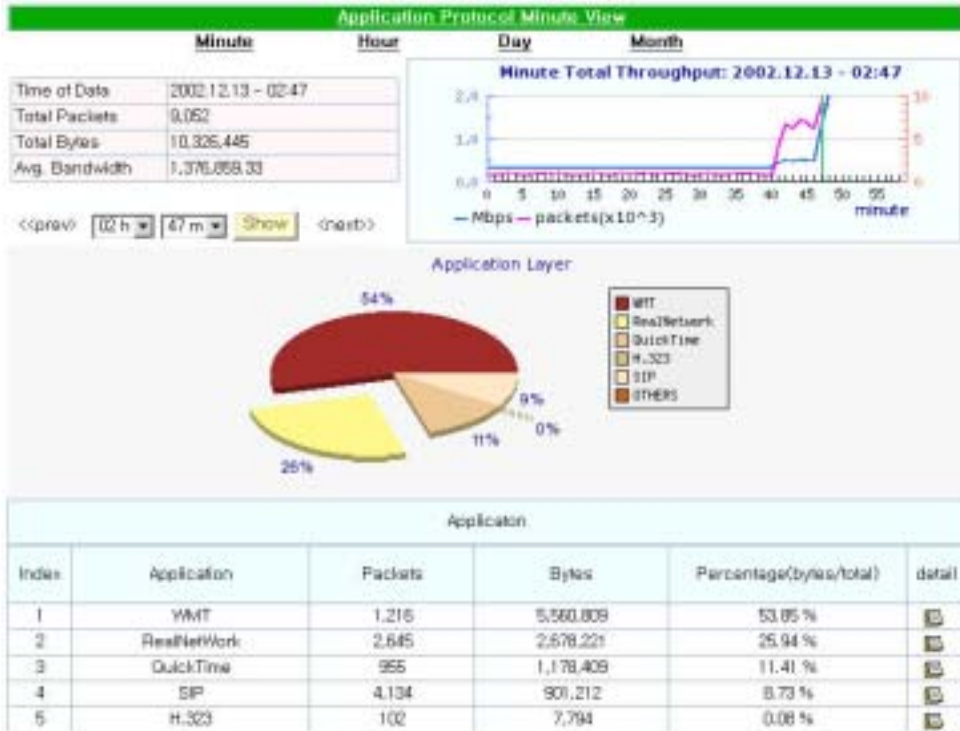 Application Protocol Minute View
Minute Hour Day Month
Time of Data 2002.12.13 - 02:47
Total Packets 9,052
Total Bytes 10,326,445
Avg. Bandwidth 1,376,859.33
<<prev> 02 h 47 m Show <next>>
Minute Total Throughput: 2002.12.13 - 02:47
10
5
0
0 5 10 15 20 25 30 35 40 45 50 55
minute
Mbps packets(x10^3)
Application Layer
54%
26%
11%
9%
0%
WMT
RealNetwork
QuickTime
H.323
SIP
OTHERS
Applicaton
Index Application Packets Bytes Percentage(bytes/total) detail
1 WMT 1,216 5,560,809 53.85 %
2 RealNetWork 2,645 2,678,221 25.94 %
3 QuickTime 955 1,178,409 11.41 %
4 SIP 4,134 901,212 8.73 %
5 H.323 102 7,794 0.08 %